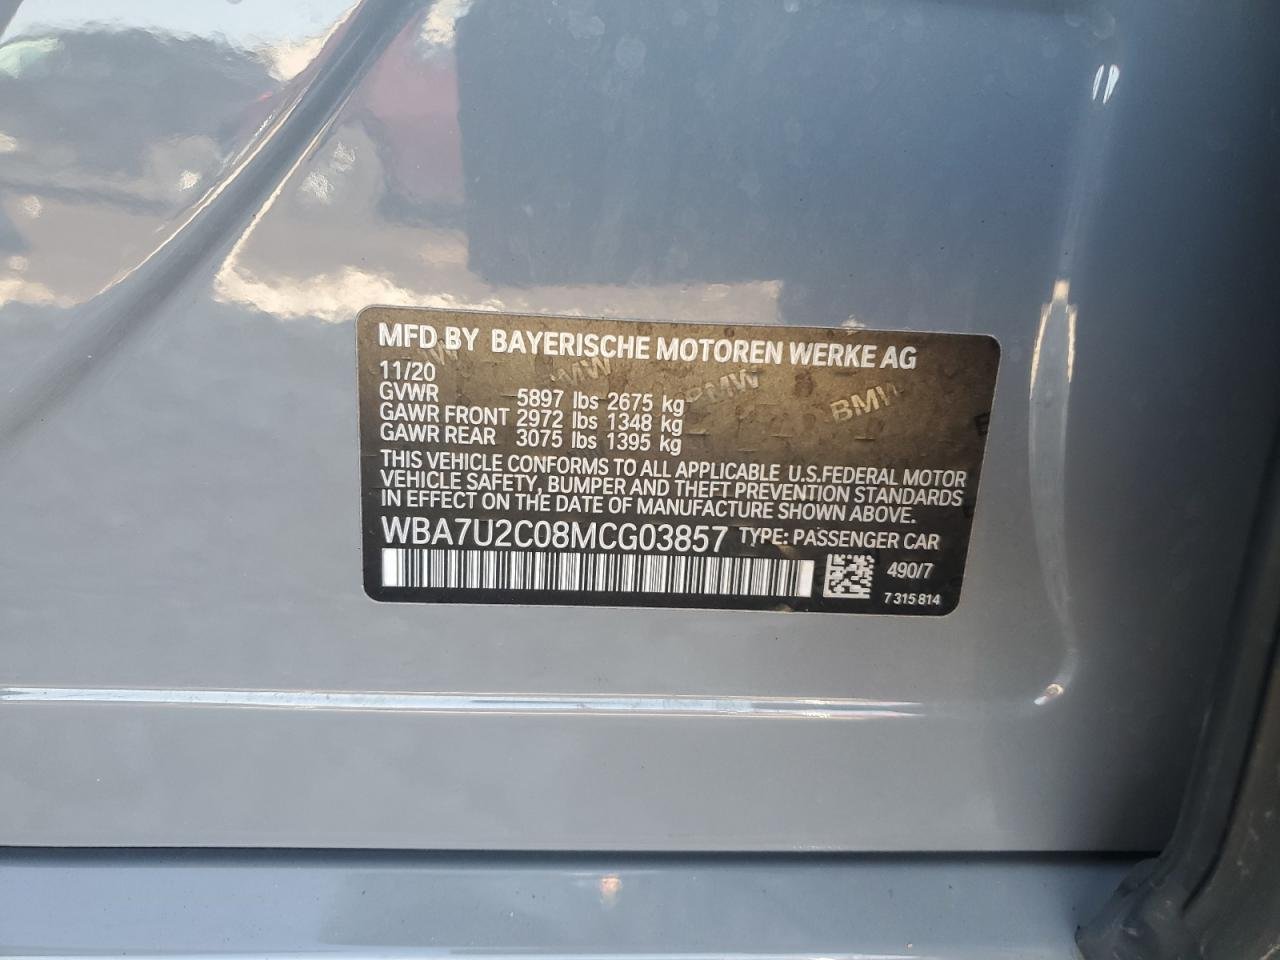 MFD BY BAYERISCHE MOTOREN WERKE AG
11/20
GVWR 5897 lbs 2675 kg
GAWR FRONT 2972 lbs 1348 kg
GAWR REAR 3075 lbs 1395 kg
THIS VEHICLE CONFORMS TO ALL APPLICABLE U.S.FEDERAL MOTOR
VEHICLE SAFETY, BUMPER AND THEFT PREVENTION STANDARDS
IN EFFECT ON THE DATE OF MANUFACTURE SHOWN ABOVE.
WBA7U2C08MCG03857 TYPE: PASSENGER CAR
490/7
7 315 814
BMW
BMW